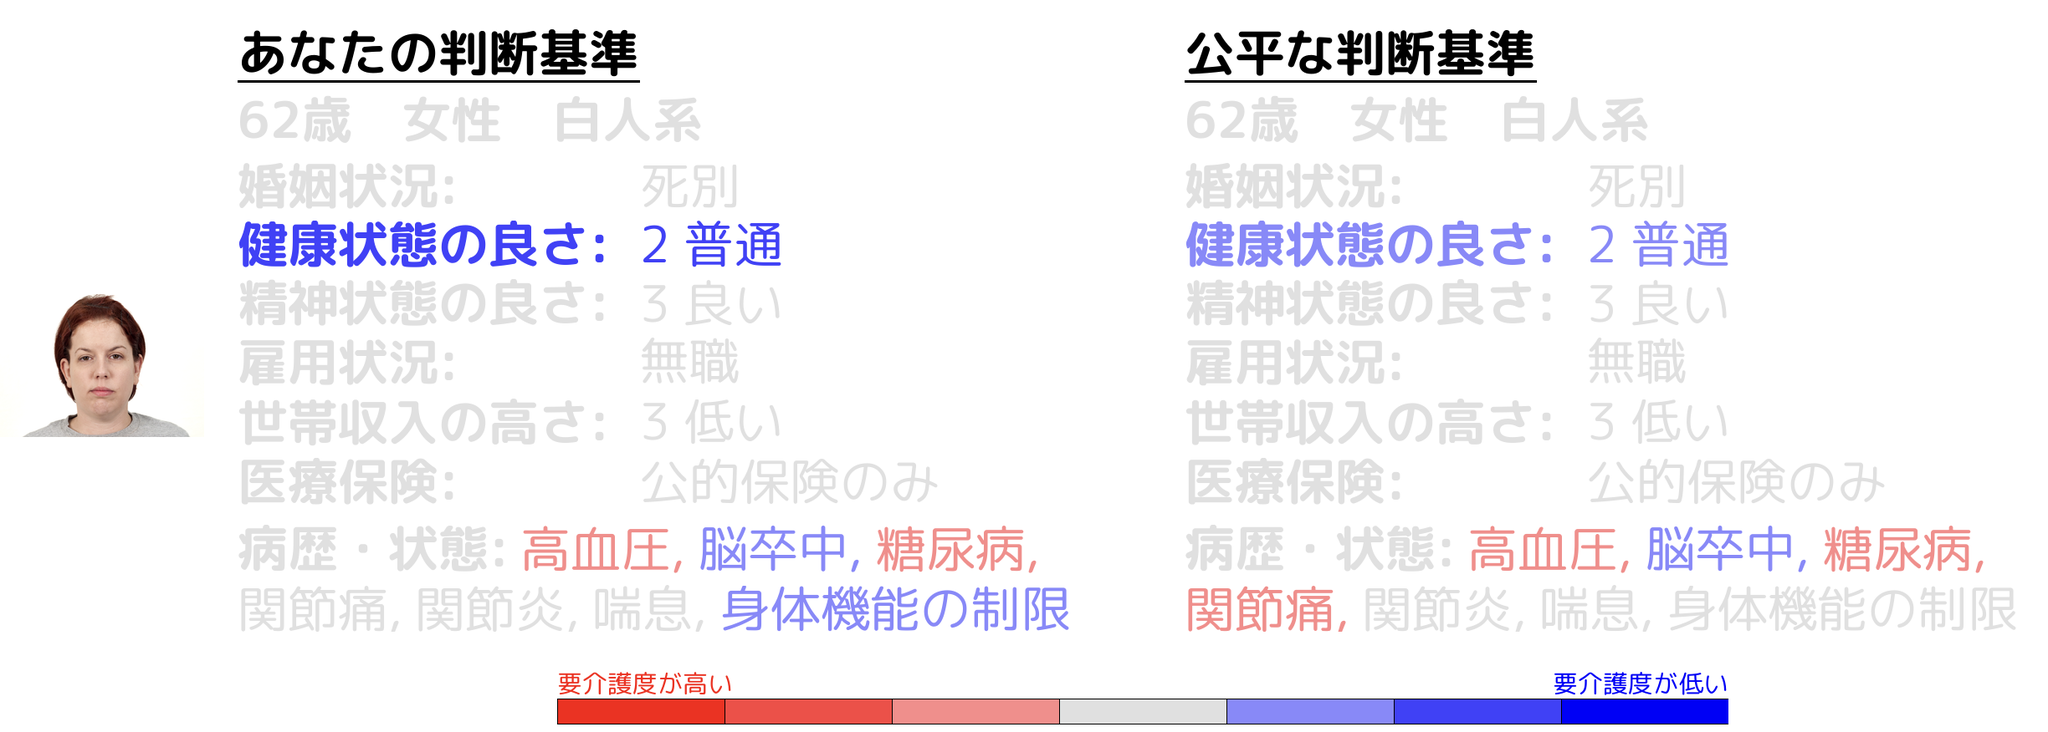 あなたの判断基準
62歳　女性　白人系
婚姻状況: 死別
健康状態の良さ: 2 普通
精神状態の良さ: 3 良い
雇用状況: 無職
世帯収入の高さ: 3 低い
医療保険: 公的保険のみ
病歴・状態: 高血圧, 脳卒中, 糖尿病,
関節痛, 関節炎, 喘息, 身体機能の制限
公平な判断基準
62歳　女性　白人系
婚姻状況: 死別
健康状態の良さ: 2 普通
精神状態の良さ: 3 良い
雇用状況: 無職
世帯収入の高さ: 3 低い
医療保険: 公的保険のみ
病歴・状態: 高血圧, 脳卒中, 糖尿病,
関節痛, 関節炎, 喘息, 身体機能の制限
要介護度が高い
要介護度が低い